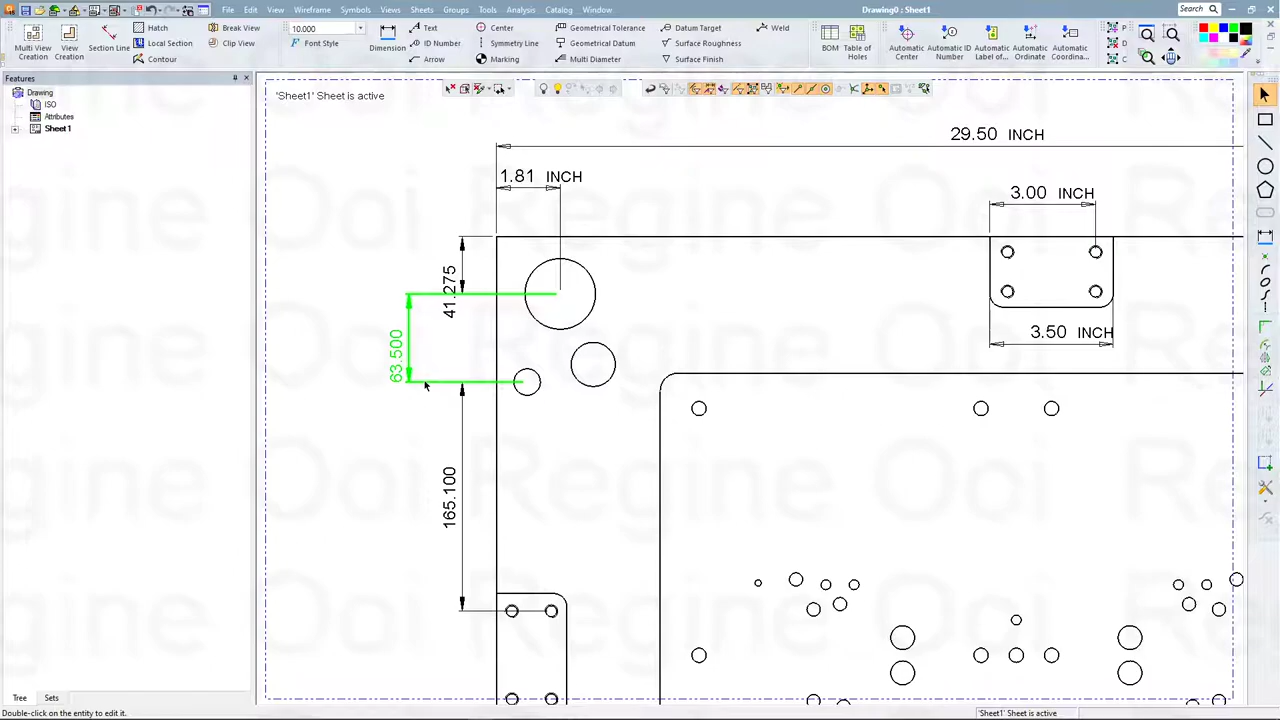 Drawing0 : Sheet1
Search
File Edit View Wireframe Dimensions Symbols Views Sheets Groups Tools Analysis Catalog Window
Multi View Creation
View Creation
Section Line
Hatch
Local Section
Contour
Break View
Clip View
10.000
Font Style
Dimension
Text
ID Number
Arrow
Centering
Symmetry Line
Marking
Geometrical Tolerance
Geometrical Datum
Multi Diameter
Datum Target
Surface Roughness
Surface Finish
Weld
BOM
Table of Holes
Automatic Center
Automatic ID Number
Automatic Label of...
Automatic Ordinate
Automatic Coordina...
Features
Drawing
ISO
Attributes
Sheet1
'Sheet1' Sheet is active
29.50 INCH
1.81 INCH
3.00 INCH
41.275
63.500
3.50 INCH
165.100
Regine Ooi
Tree Sets
Double-click on the entity to edit it.
'Sheet1' Sheet is active